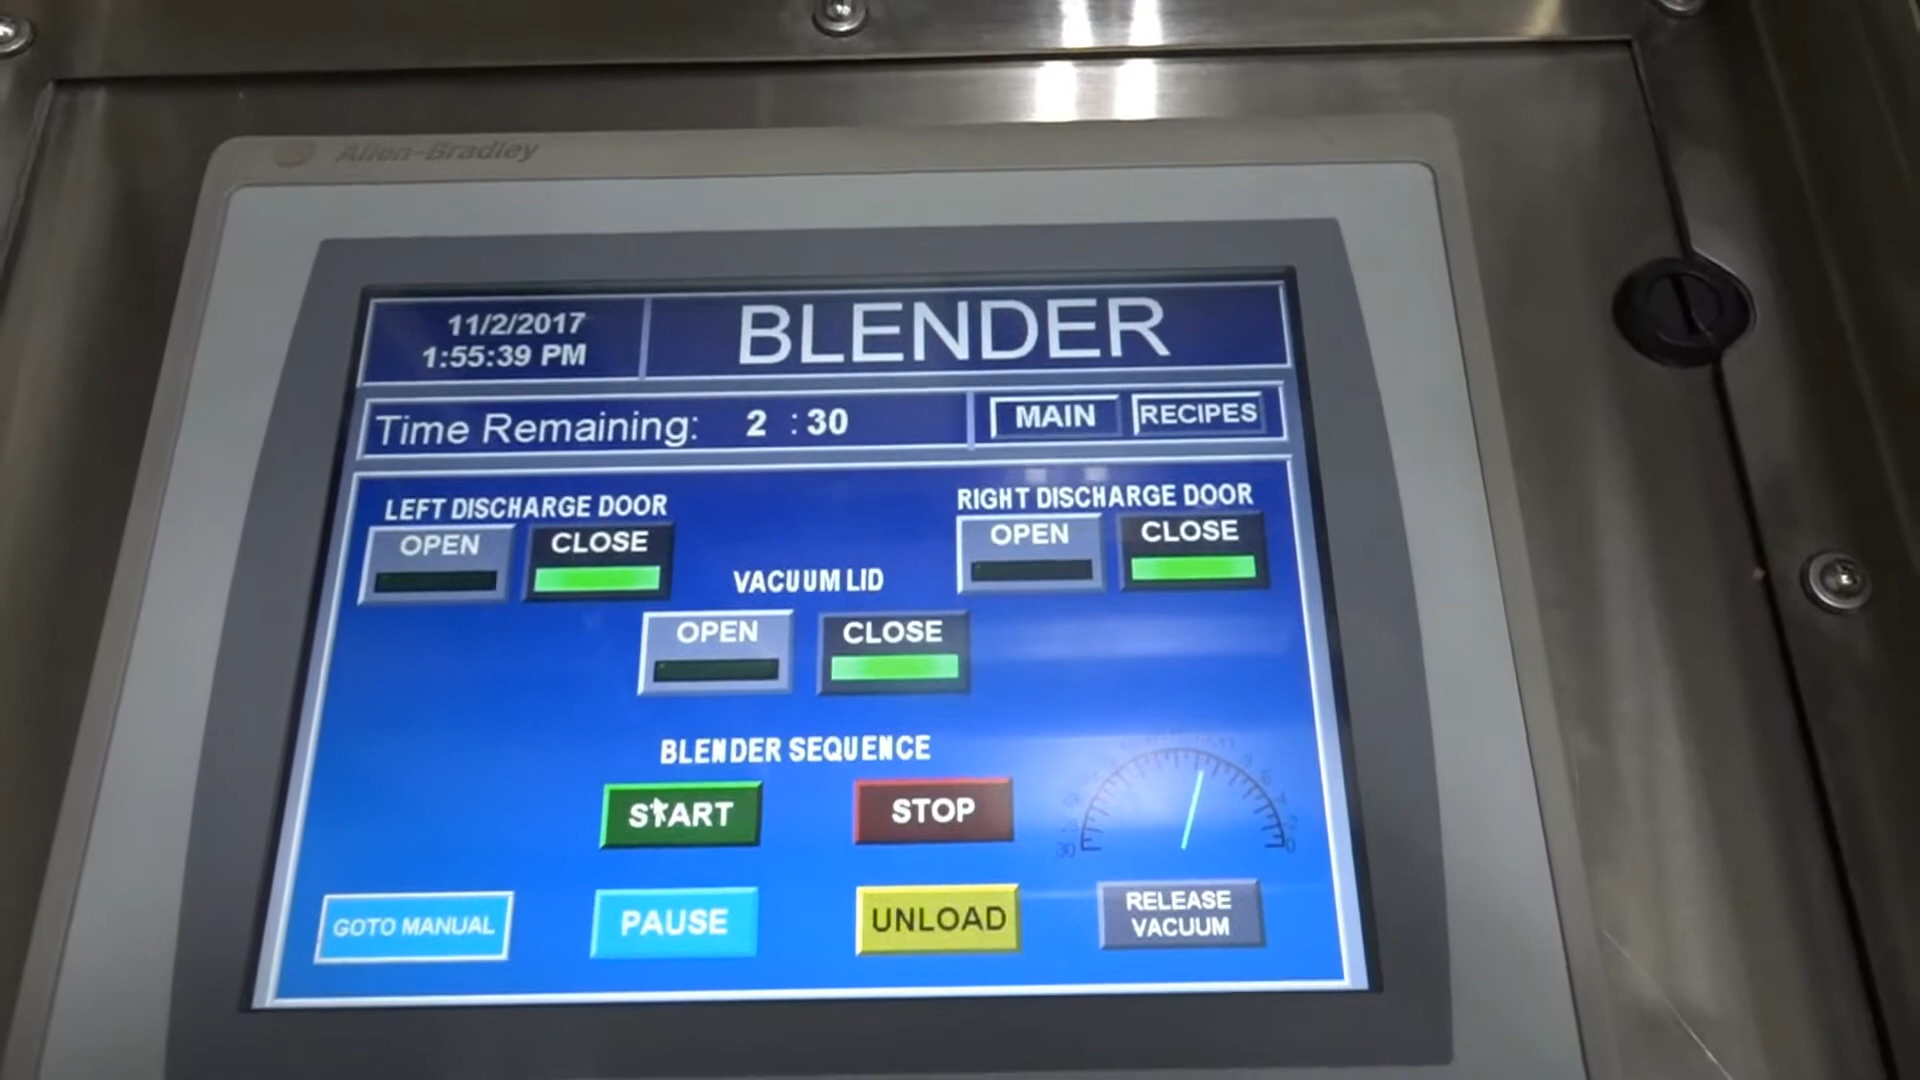 Allen-Bradley
11/2/2017
1:55:39 PM
BLENDER
Time Remaining: 2 :30
MAIN
RECIPES
LEFT DISCHARGE DOOR
OPEN
CLOSE
RIGHT DISCHARGE DOOR
OPEN
CLOSE
VACUUM LID
OPEN
CLOSE
BLENDER SEQUENCE
START
STOP
30
0
GOTO MANUAL
PAUSE
UNLOAD
RELEASE
VACUUM